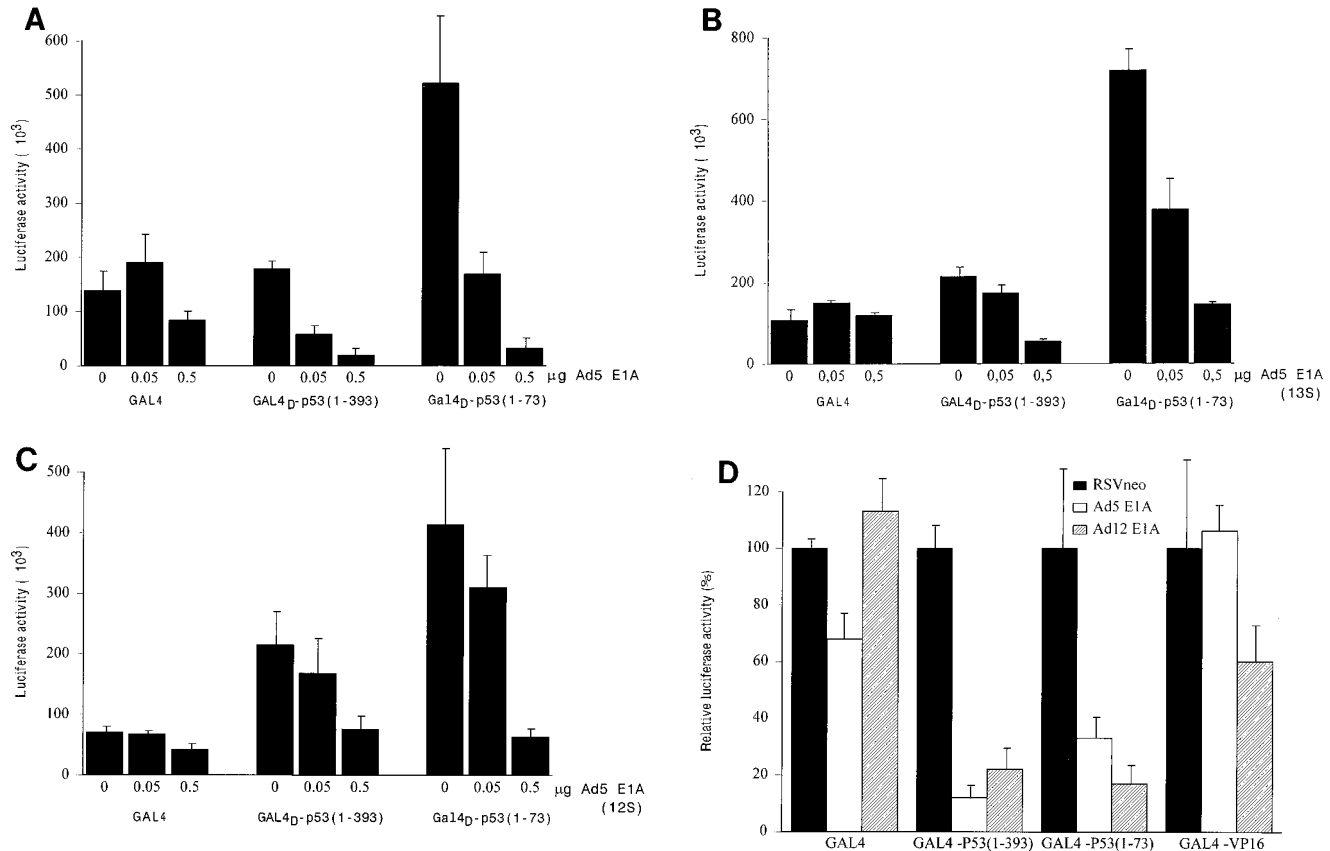 A
Luciferase activity ( 10³)
600
500
400
300
200
100
0
0 0.05 0.5 0 0.05 0.5 0 0.05 0.5 µg Ad5 E1A
GAL4 GAL4D-p53(1-393) Gal4D-p53(1-73)
B
Luciferase activity ( 10³)
800
600
400
200
0
0 0,05 0,5 0 0,05 0,5 0 0,05 0,5 µg Ad5 E1A
(13S)
GAL4 GAL4D-p53(1-393) Gal4D-p53(1-73)
C
Luciferase activity ( 10³)
500
400
300
200
100
0
0 0.05 0.5 0 0.05 0.5 0 0.05 0.5 µg Ad5 E1A
(12S)
GAL4 GAL4D-p53(1-393) Gal4D-p53(1-73)
D
Relative luciferase activity (%)
120
100
80
60
40
20
0
RSVneo
Ad5 E1A
Ad12 E1A
GAL4 GAL4 -P53(1-393) GAL4 -P53(1-73) GAL4 -VP16